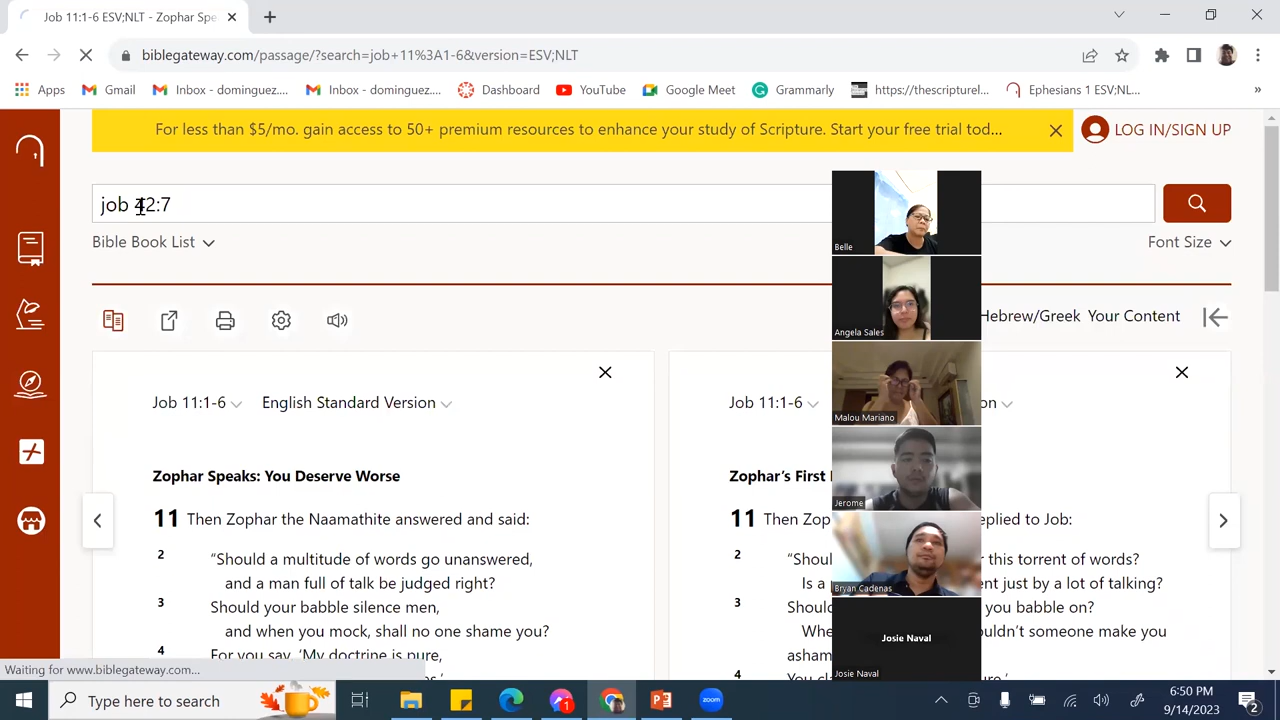 Job 11:1-6 ESV;NLT - Zophar Spe
biblegateway.com/passage/?search=job+11%3A1-6&version=ESV;NLT
Apps
Gmail
Inbox - dominguez....
Inbox - dominguez....
Dashboard
YouTube
Google Meet
Grammarly
https://thescripturel...
Ephesians 1 ESV;NL...
»
For less than $5/mo. gain access to 50+ premium resources to enhance your study of Scripture. Start your free trial tod...
LOG IN/SIGN UP
job 42:7
Bible Book List
Font Size
Hebrew/Greek Your Content
Job 11:1-6
English Standard Version
Job 11:1-6
Zophar Speaks: You Deserve Worse
11 Then Zophar the Naamathite answered and said:
2 “Should a multitude of words go unanswered,
and a man full of talk be judged right?
3 Should your babble silence men,
and when you mock, shall no one shame you?
4 For you say, ‘My doctrine is pure,
Zophar’s First
11 Then Zop
replied to Job:
2 “Shoul
r this torrent of words?
Is a
just by a lot of talking?
3 Should
you babble on?
Whe
uldn’t someone make you
asham
4
Belle
Angela Sales
Malou Mariano
Jerome
Bryan Cadenas
Josie Naval
Josie Naval
Waiting for www.biblegateway.com...
Type here to search
1
zoom
6:50 PM
9/14/2023
2